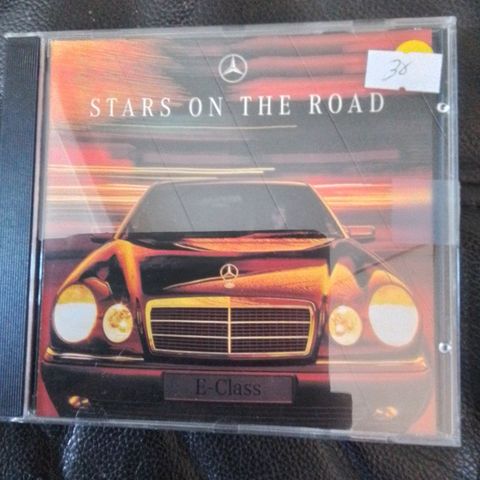 38
STARS ON THE ROAD
E-Class